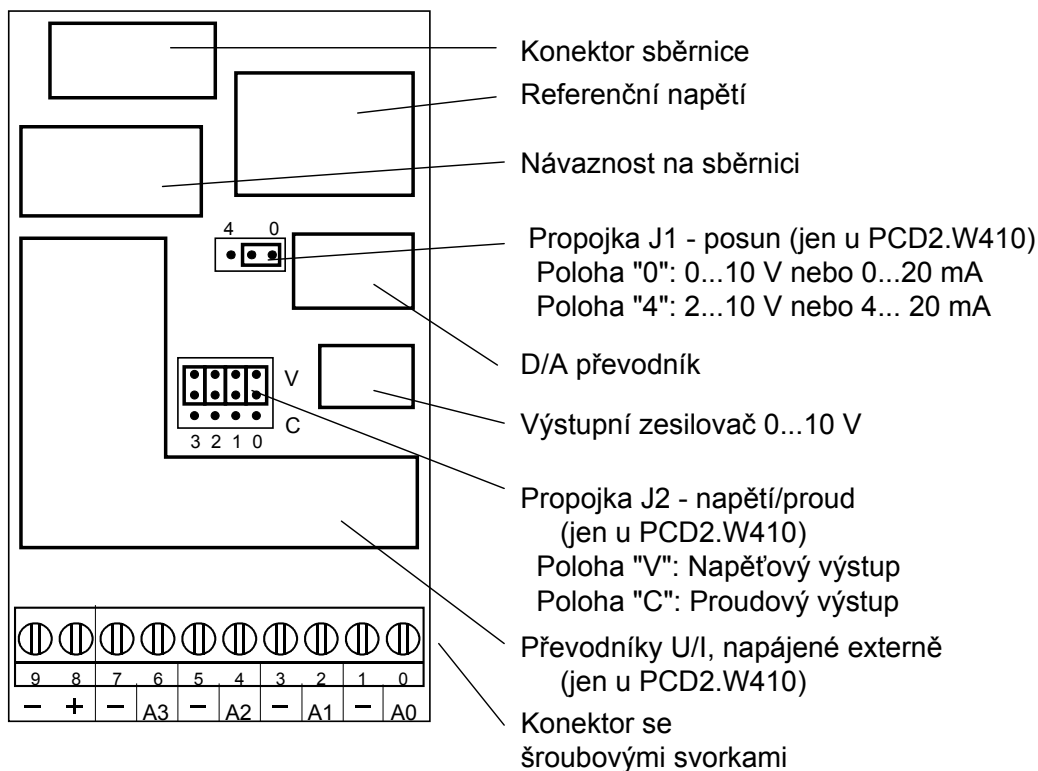 Konektor sběrnice
Referenční napětí
Návaznost na sběrnici
4 0
Propojka J1 - posun (jen u PCD2.W410)
Poloha "0": 0...10 V nebo 0...20 mA
Poloha "4": 2...10 V nebo 4... 20 mA
D/A převodník
V
C
3 2 1 0
Výstupní zesilovač 0...10 V
Propojka J2 - napětí/proud
(jen u PCD2.W410)
Poloha "V": Napěťový výstup
Poloha "C": Proudový výstup
Převodníky U/I, napájené externě
(jen u PCD2.W410)
9 8 7 6 5 4 3 2 1 0
– + – A3 – A2 – A1 – A0
Konektor se
šroubovými svorkami